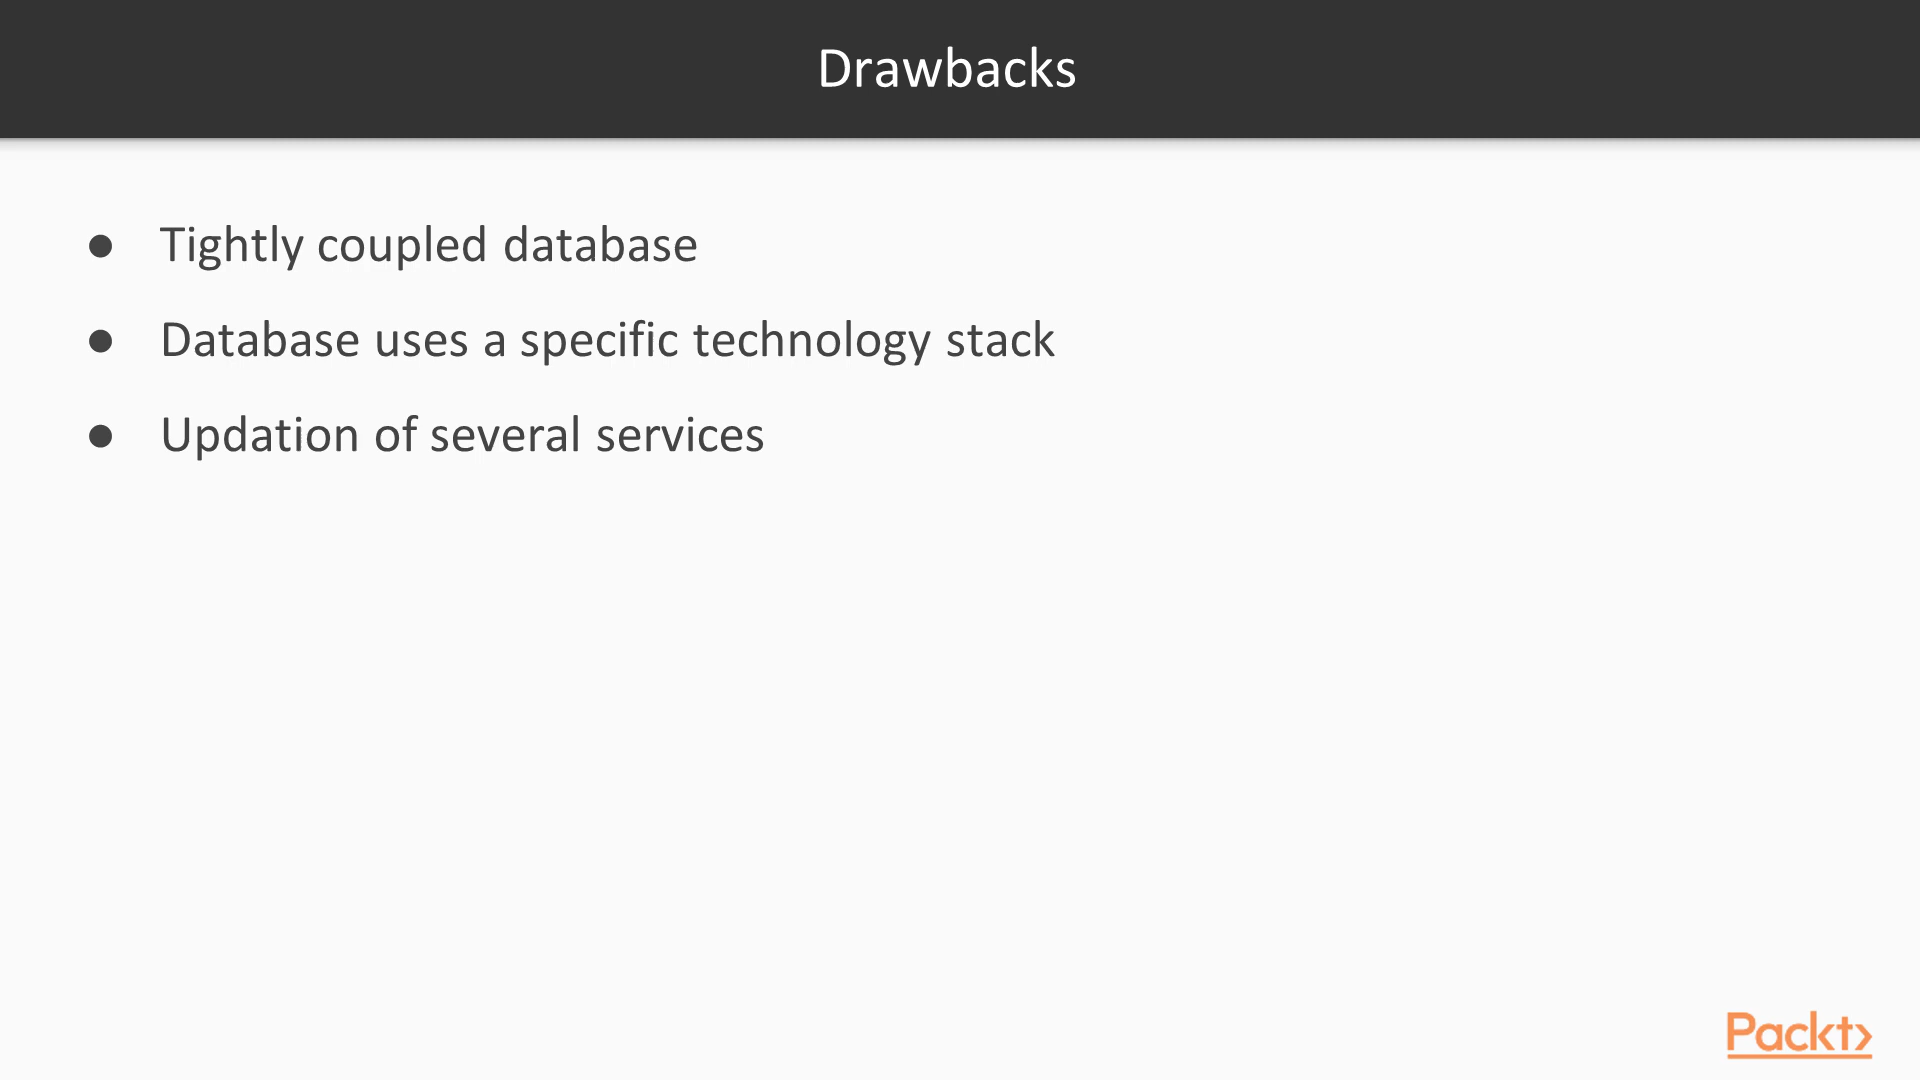 Drawbacks
● Tightly coupled database
● Database uses a specific technology stack
● Updation of several services
Packt>